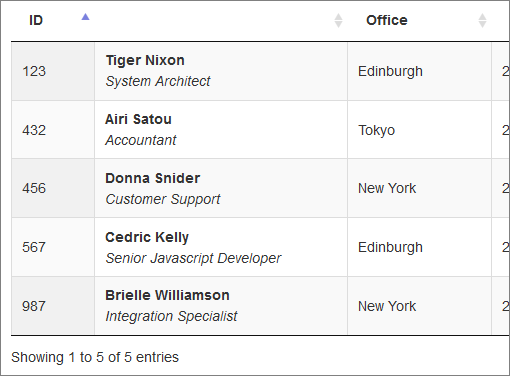 ID Office
Tiger Nixon
123 Edinburgh 2
System Architect
Airi Satou
432 Tokyo 2
Accountant
Donna Snider
456 New York 2
Customer Support
Cedric Kelly
567 Edinburgh 2
Senior Javascript Developer
Brielle Williamson
987 New York 2
Integration Specialist
Showing 1 to 5 of 5 entries